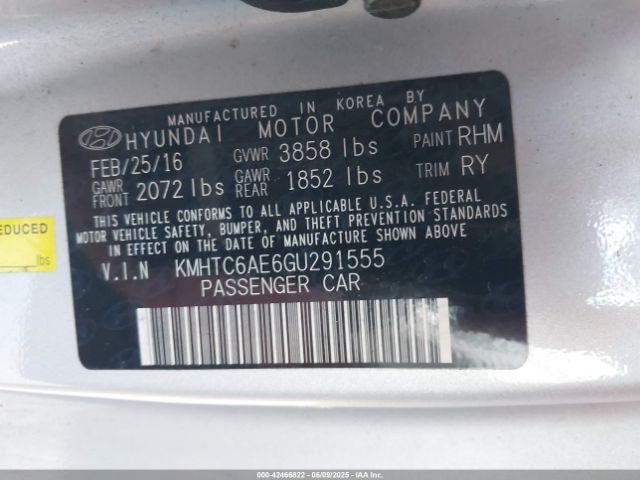 MANUFACTURED IN KOREA BY
HYUNDAI MOTOR COMPANY
FEB/25/16 GVWR 3858 lbs PAINT RHM
GAWR FRONT 2072 lbs GAWR REAR 1852 lbs TRIM RY
THIS VEHICLE CONFORMS TO ALL APPLICABLE U.S.A. FEDERAL
MOTOR VEHICLE SAFETY, BUMPER, AND THEFT PREVENTION STANDARDS
IN EFFECT ON THE DATE OF MANUFACTURE SHOWN ABOVE.
V.I.N KMHTC6AE6GU291555
PASSENGER CAR
EDUCED
lbs
000-42466822 - 06/09/2025 - IAAI.COM